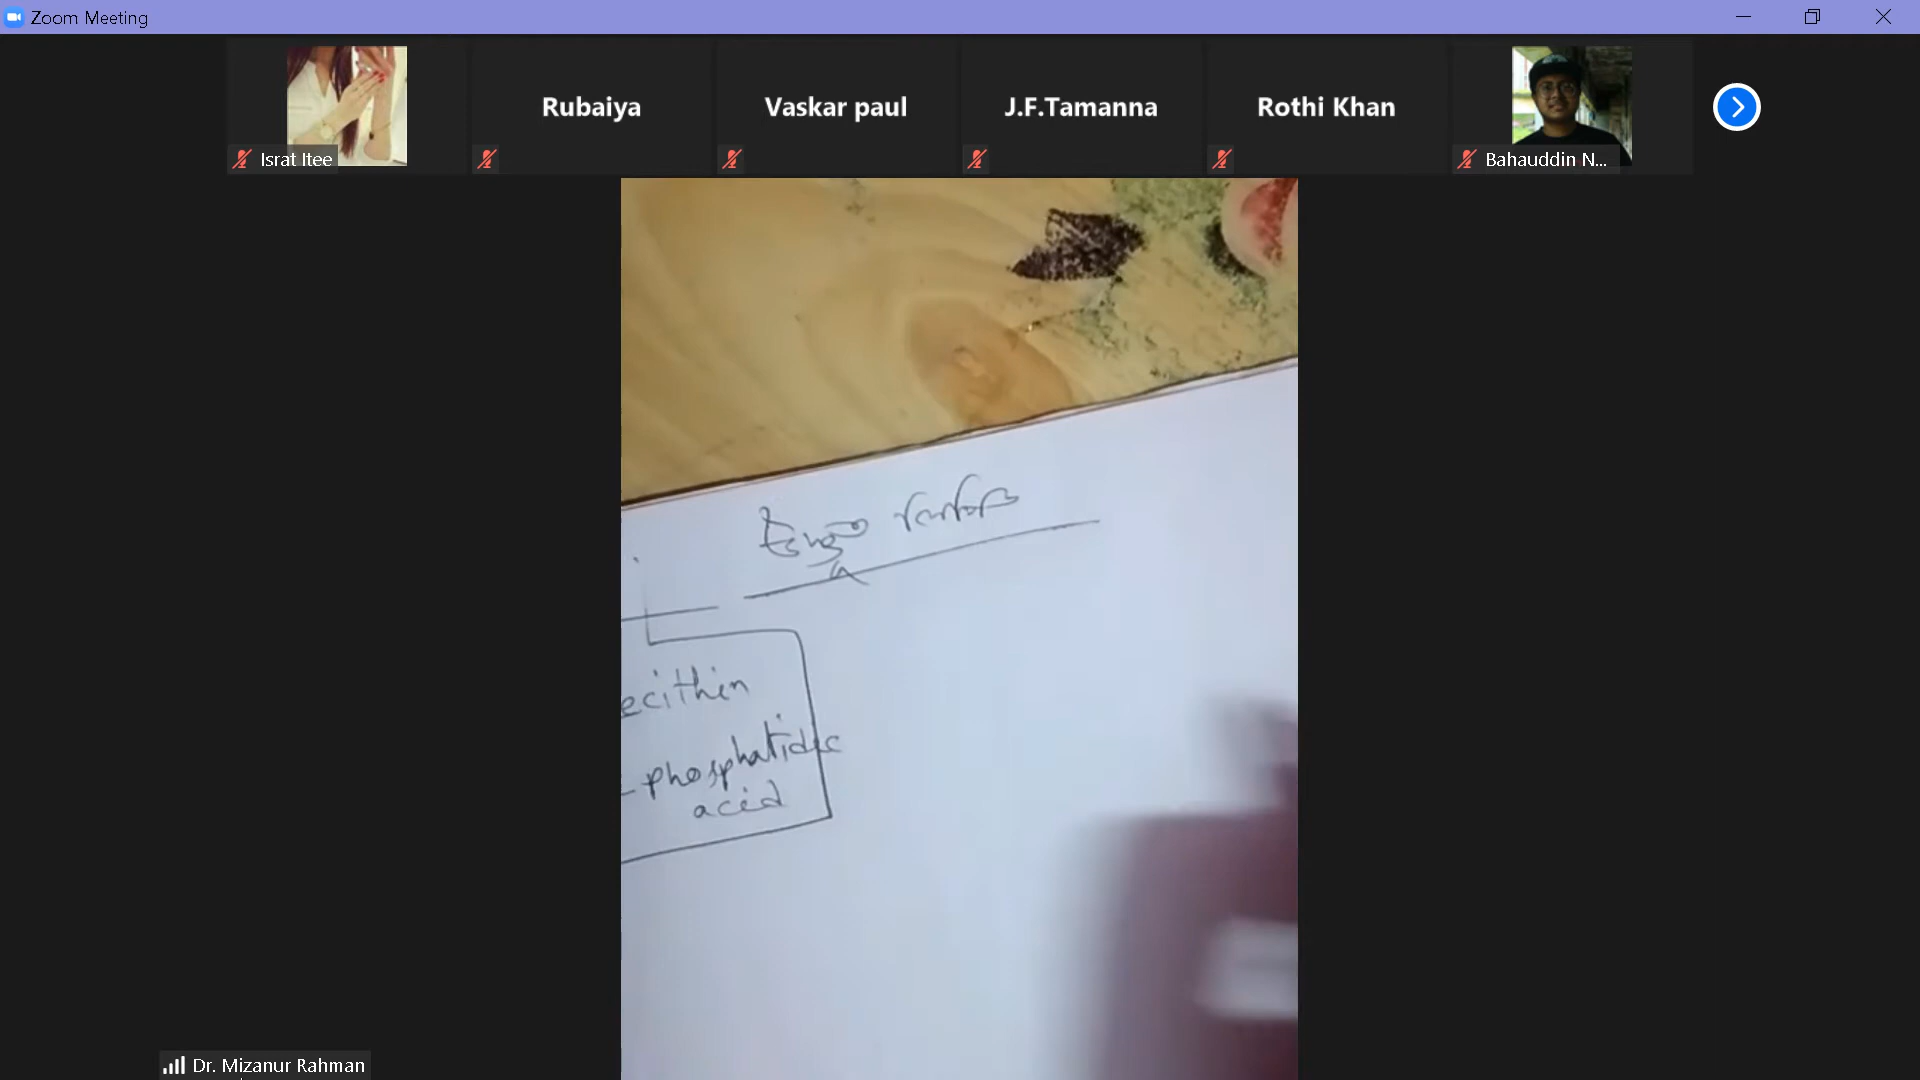 Zoom Meeting
Rubaiya
Vaskar paul
J.F.Tamanna
Rothi Khan
Israt Itee
Bahauddin N...
ecithin
phosphatidic
acid
Dr. Mizanur Rahman